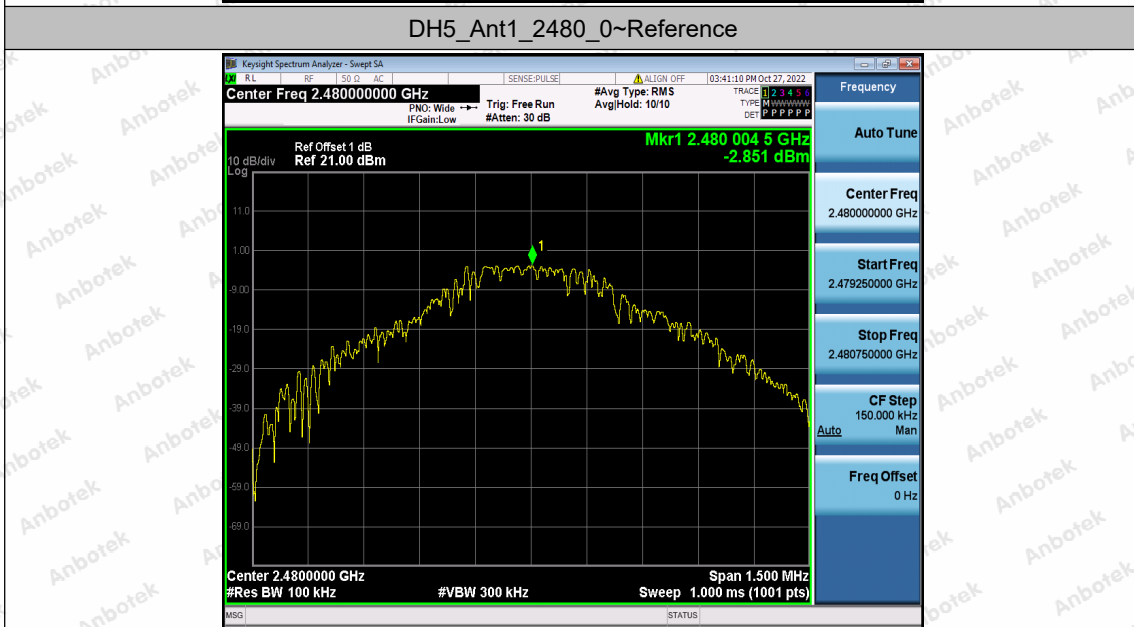 DH5_Ant1_2480_0~Reference
Keysight Spectrum Analyzer - Swept SA
LXI RL RF 50 Ω AC SENSE:PULSE ALIGN OFF 03:41:10 PM Oct 27, 2022
Center Freq 2.480000000 GHz
PNO: Wide
IFGain:Low
Trig: Free Run
#Atten: 30 dB
#Avg Type: RMS
Avg|Hold: 10/10
TRACE 1 2 3 4 5 6
TYPE M WWWWW
DET P P P P P P
Frequency
Auto Tune
Center Freq
2.480000000 GHz
Start Freq
2.479250000 GHz
Stop Freq
2.480750000 GHz
CF Step
150.000 kHz
Auto Man
Freq Offset
0 Hz
Mkr1 2.480 004 5 GHz
-2.851 dBm
Ref Offset 1 dB
10 dB/div Ref 21.00 dBm
Log
11.0
1.00
-9.00
-19.0
-29.0
-39.0
-49.0
-59.0
-69.0
1
Center 2.4800000 GHz Span 1.500 MHz
#Res BW 100 kHz #VBW 300 kHz Sweep 1.000 ms (1001 pts)
MSG STATUS
Anbotek